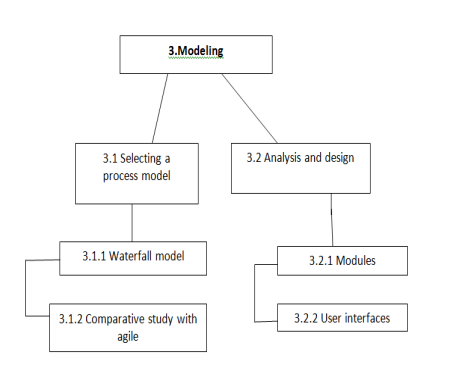 3.Modeling
3.1 Selecting a
process model
3.2 Analysis and design
3.1.1 Waterfall model
3.2.1 Modules
3.1.2 Comparative study with
agile
3.2.2 User interfaces